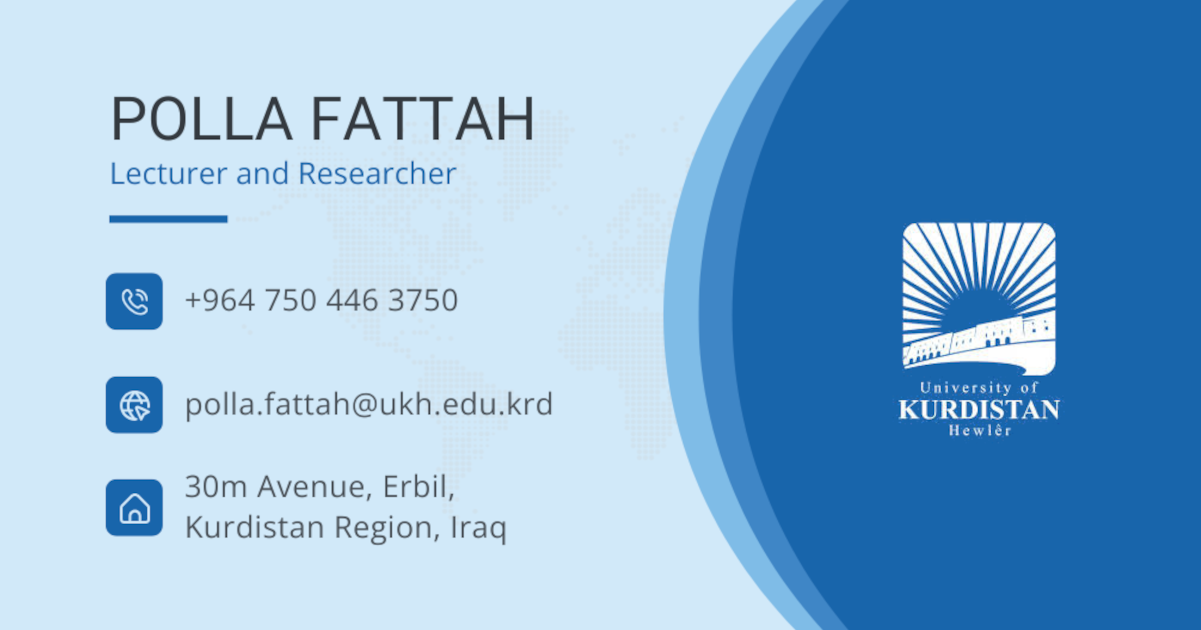 POLLA FATTAH
Lecturer and Researcher
+964 750 446 3750
polla.fattah@ukh.edu.krd
30m Avenue, Erbil,
Kurdistan Region, Iraq
University of
KURDISTAN
Hewlêr